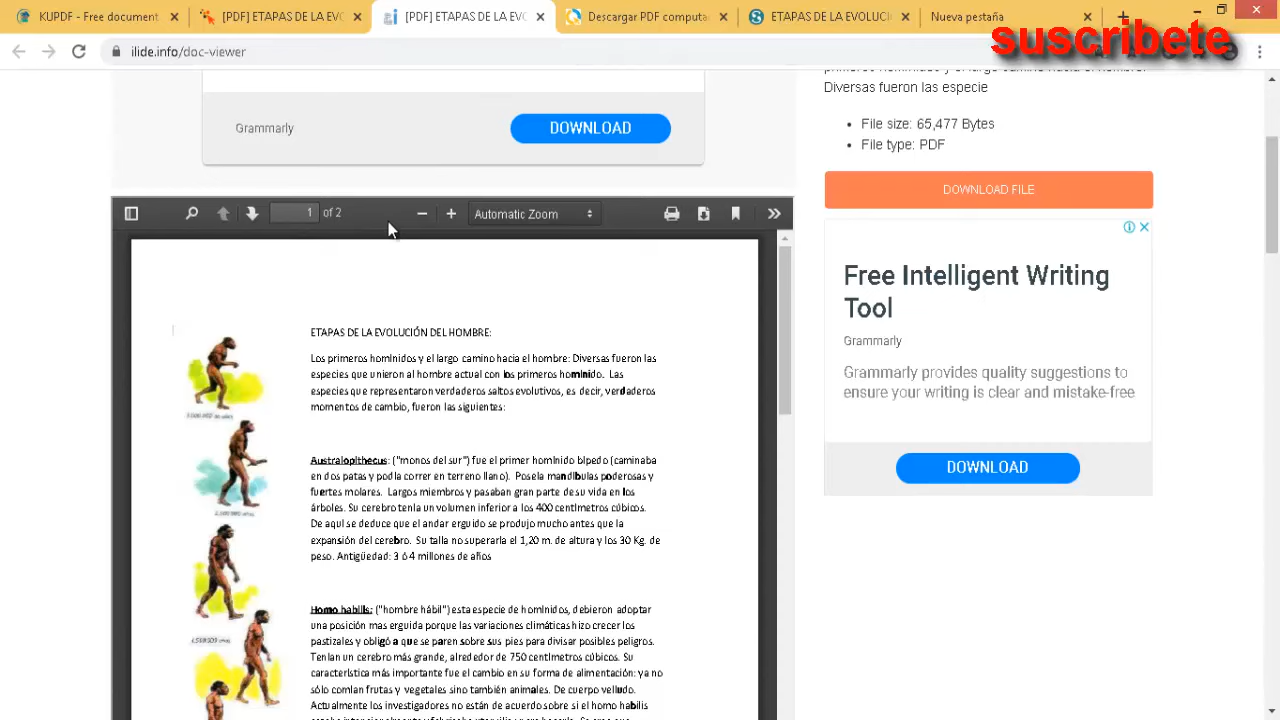 KUPDF - Free document
[PDF] ETAPAS DE LA EVO
[PDF] ETAPAS DE LA EVO
Descargar PDF computa
ETAPAS DE LA EVOLUCI
Nueva pestaña
suscribete
ilide.info/doc-viewer
Diversas fueron las especie
Grammarly
DOWNLOAD
File size: 65,477 Bytes
File type: PDF
DOWNLOAD FILE
1 of 2
Automatic Zoom
Free Intelligent Writing
Tool
Grammarly
Grammarly provides quality suggestions to
ensure your writing is clear and mistake-free
DOWNLOAD
ETAPAS DE LA EVOLUCIÓN DEL HOMBRE:
Los primeros homínidos y el largo camino hacia el hombre: Diversas fueron las
especies que unieron al hombre actual con los primeros homínido. Las
especies que representaron verdaderos saltos evolutivos, es decir, verdaderos
momentos de cambio, fueron las siguientes:
Australopithecus: ("monos del sur") fue el primer homínido bípedo (caminaba
en dos patas y podía correr en terreno llano). Poseía mandíbulas poderosas y
fuertes molares. Largos miembros y pasaban gran parte de su vida en los
árboles. Su cerebro tenía un volumen inferior a los 400 centímetros cúbicos.
De aquí se deduce que el andar erguido se produjo mucho antes que la
expansión del cerebro. Su talla no superaría el 1,20 m. de altura y los 30 Kg. de
peso. Antigüedad: 3 ó 4 millones de años
Homo habilis: ("hombre hábil") esta especie de homínidos, debieron adoptar
una posición mas erguida porque las variaciones climáticas hizo crecer los
pastizales y obligó a que se paren sobre sus pies para divisar posibles peligros.
Tenían un cerebro más grande, alrededor de 750 centímetros cúbicos. Su
característica más importante fue el cambio en su forma de alimentación: ya no
sólo comían frutas y vegetales sino también animales. De cuerpo velludo.
Actualmente los investigadores no están de acuerdo sobre si el homo habilis